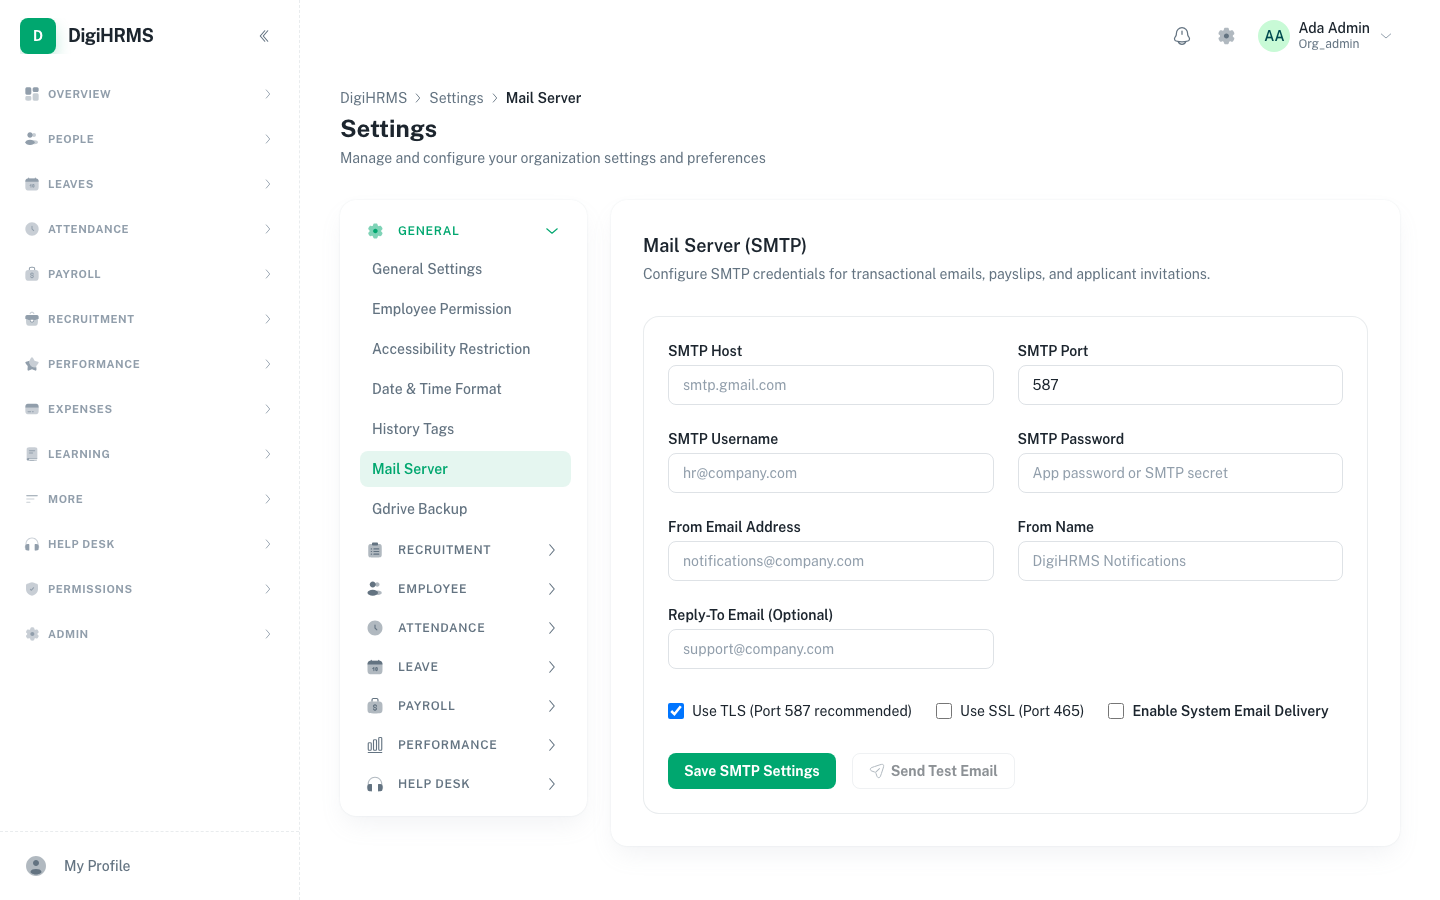 D DigiHRMS
OVERVIEW
PEOPLE
LEAVES
ATTENDANCE
PAYROLL
RECRUITMENT
PERFORMANCE
EXPENSES
LEARNING
MORE
HELP DESK
PERMISSIONS
ADMIN
My Profile
AA Ada Admin
Org_admin
DigiHRMS Settings Mail Server
Settings
Manage and configure your organization settings and preferences
GENERAL
General Settings
Employee Permission
Accessibility Restriction
Date & Time Format
History Tags
Mail Server
Gdrive Backup
RECRUITMENT
EMPLOYEE
ATTENDANCE
LEAVE
PAYROLL
PERFORMANCE
HELP DESK
Mail Server (SMTP)
Configure SMTP credentials for transactional emails, payslips, and applicant invitations.
SMTP Host
smtp.gmail.com
SMTP Port
587
SMTP Username
hr@company.com
SMTP Password
App password or SMTP secret
From Email Address
notifications@company.com
From Name
DigiHRMS Notifications
Reply-To Email (Optional)
support@company.com
Use TLS (Port 587 recommended) Use SSL (Port 465) Enable System Email Delivery
Save SMTP Settings Send Test Email